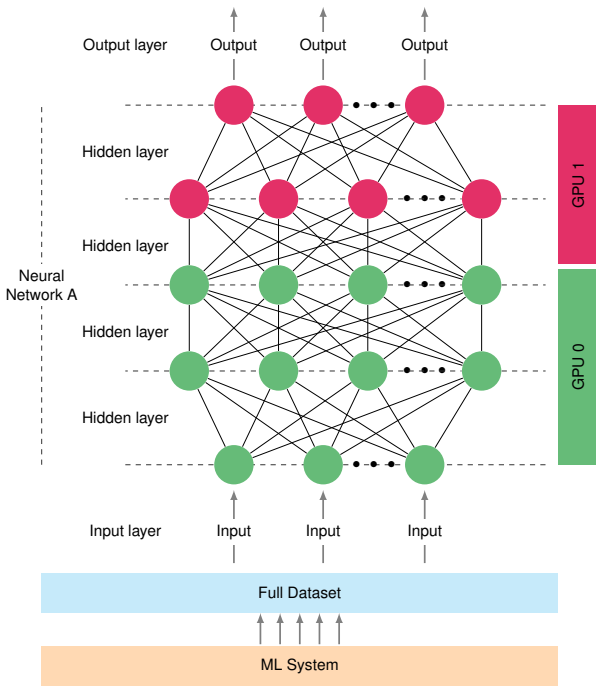 Output layer
Output
Output
Output
Hidden layer
GPU 1
Hidden layer
Neural
Network A
Hidden layer
GPU 0
Hidden layer
Input layer
Input
Input
Input
Full Dataset
ML System